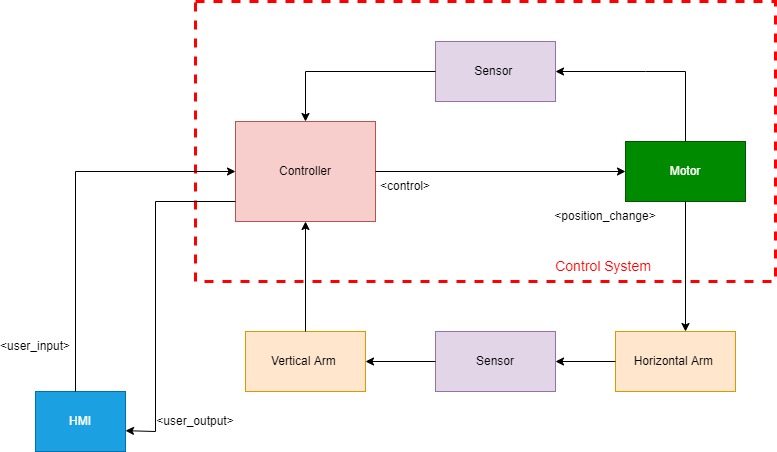 Sensor
Controller
Motor
<control>
<position_change>
Control System
<user_input>
Vertical Arm
Sensor
Horizontal Arm
HMI
<user_output>